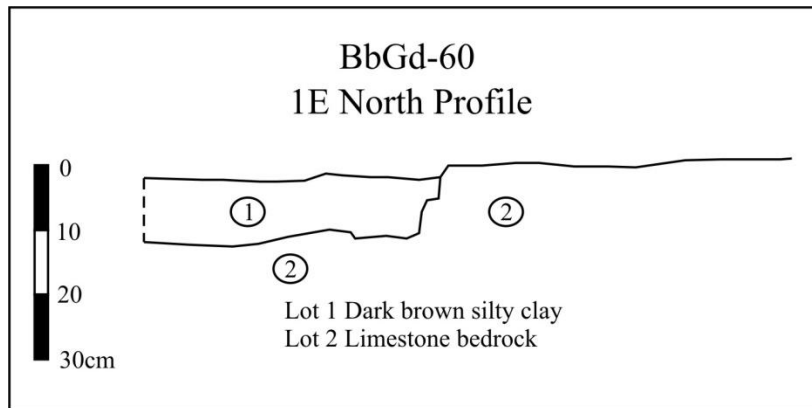 BbGd-60
1E North Profile
0
10
20
30cm
1
2
2
Lot 1 Dark brown silty clay
Lot 2 Limestone bedrock